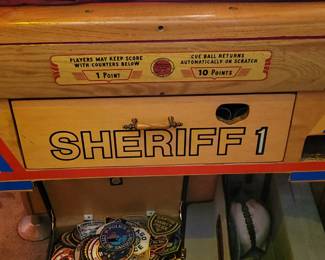 PLAYERS MAY KEEP SCORE
WITH COUNTERS BELOW
1 POINT
CUE BALL RETURNS
AUTOMATICALLY ON SCRATCH
10 POINTS
SHERIFF 1